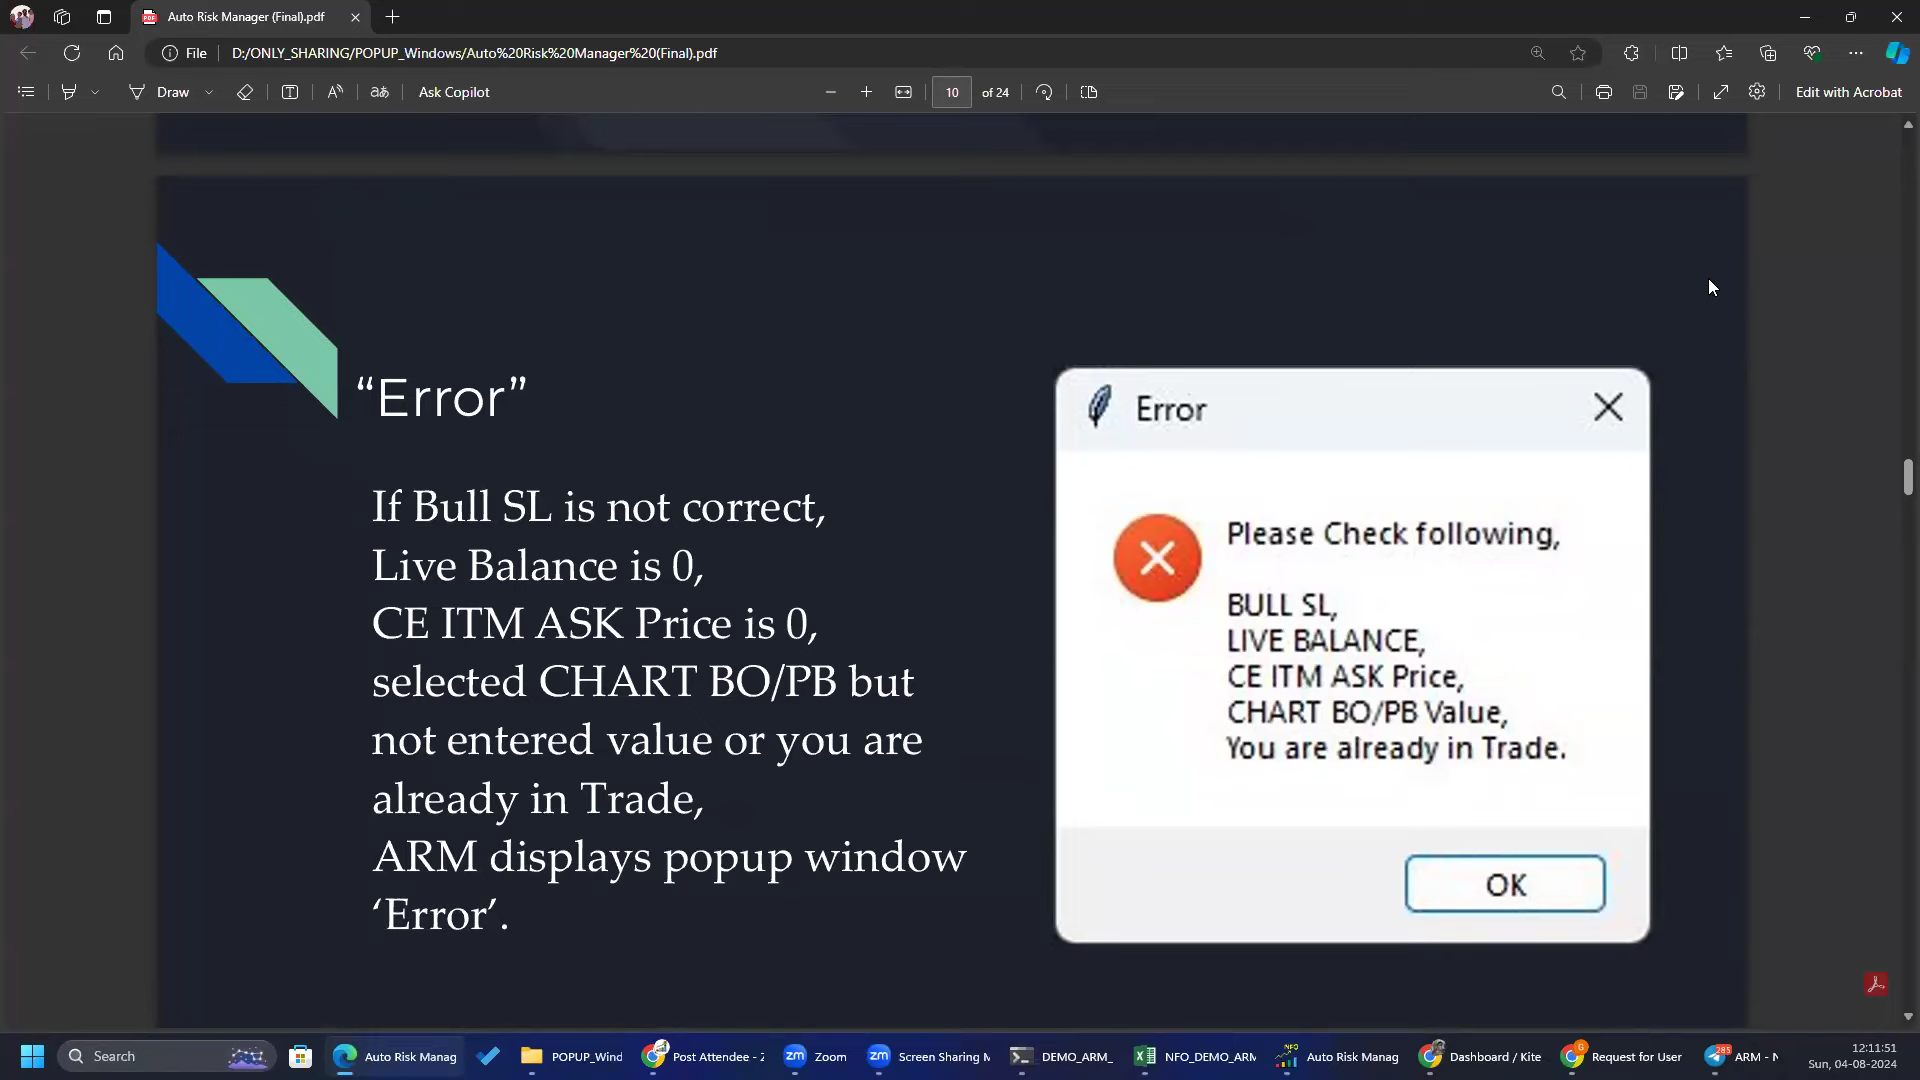 Auto Risk Manager (Final).pdf
File
D:/ONLY_SHARING/POPUP_Windows/Auto%20Risk%20Manager%20(Final).pdf
Draw
Ask Copilot
10 of 24
Edit with Acrobat
“Error”
If Bull SL is not correct,
Live Balance is 0,
CE ITM ASK Price is 0,
selected CHART BO/PB but
not entered value or you are
already in Trade,
ARM displays popup window
‘Error’.
Error
Please Check following,
BULL SL,
LIVE BALANCE,
CE ITM ASK Price,
CHART BO/PB Value,
You are already in Trade.
OK
Search
Auto Risk Manag
POPUP_Wind
Post Attendee - Z
Zoom
Screen Sharing M
DEMO_ARM_
NFO_DEMO_ARM
Auto Risk Manag
Dashboard / Kite
Request for User
ARM - N
12:11:51
Sun, 04-08-2024